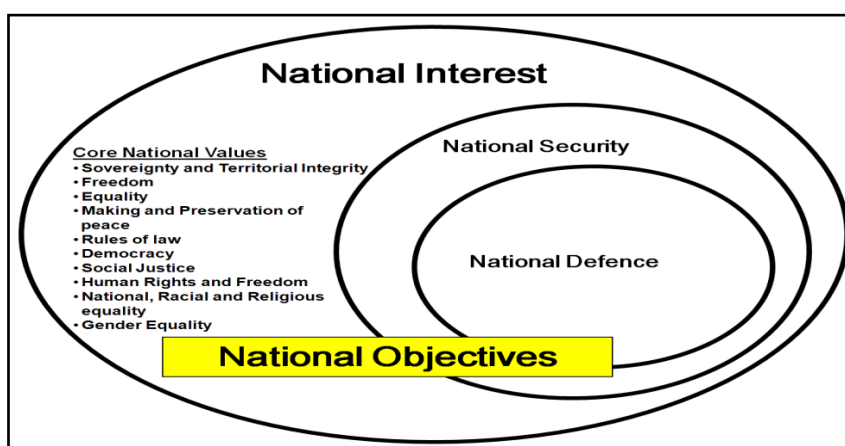 National Interest
Core National Values
• Sovereignty and Territorial Integrity
• Freedom
• Equality
• Making and Preservation of
peace
• Rules of law
• Democracy
• Social Justice
• Human Rights and Freedom
• National, Racial and Religious
equality
• Gender Equality
National Security
National Defence
National Objectives